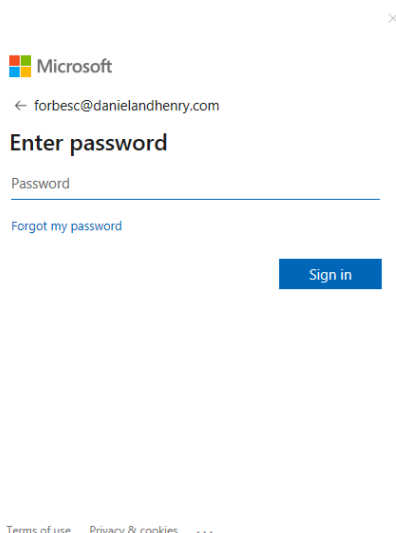 Microsoft
forbesc@danielandhenry.com
Enter password
Password
Forgot my password
Sign in
Terms of use Privacy & cookies ...